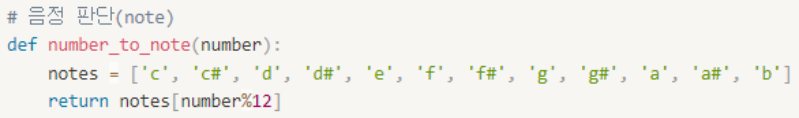 # 음정 판단(note)
def number_to_note(number):
    notes = ['c', 'c#', 'd', 'd#', 'e', 'f', 'f#', 'g', 'g#', 'a', 'a#', 'b']
    return notes[number%12]